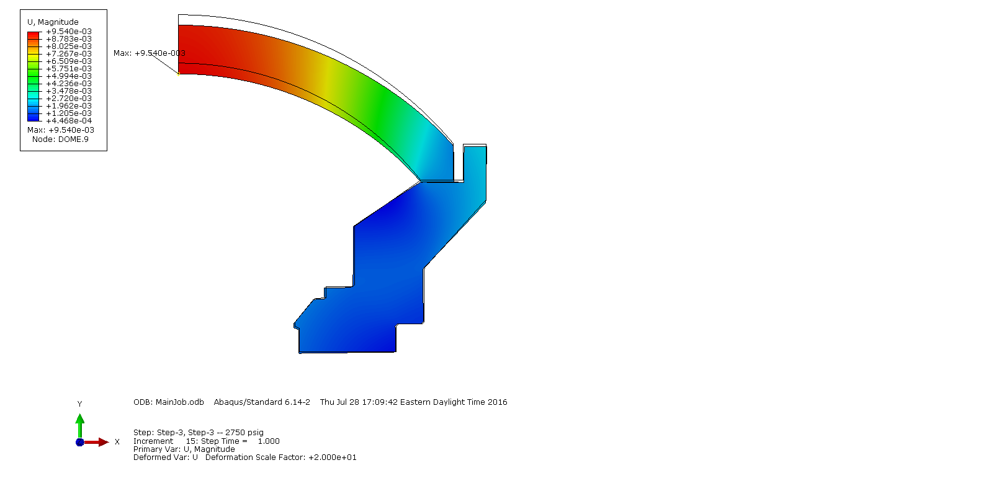 U, Magnitude
+9.540e-03
+8.783e-03
+8.025e-03
+7.267e-03
+6.509e-03
+5.751e-03
+4.994e-03
+4.236e-03
+3.478e-03
+2.720e-03
+1.962e-03
+1.205e-03
+4.468e-04
Max: +9.540e-03
Node: DOME.9
Max: +9.540e-003
ODB: MainJob.odb    Abaqus/Standard 6.14-2    Thu Jul 28 17:09:42 Eastern Daylight Time 2016
Y
X
Step: Step-3, Step-3 -- 2750 psig
Increment    15: Step Time =    1.000
Primary Var: U, Magnitude
Deformed Var: U   Deformation Scale Factor: +2.000e+01